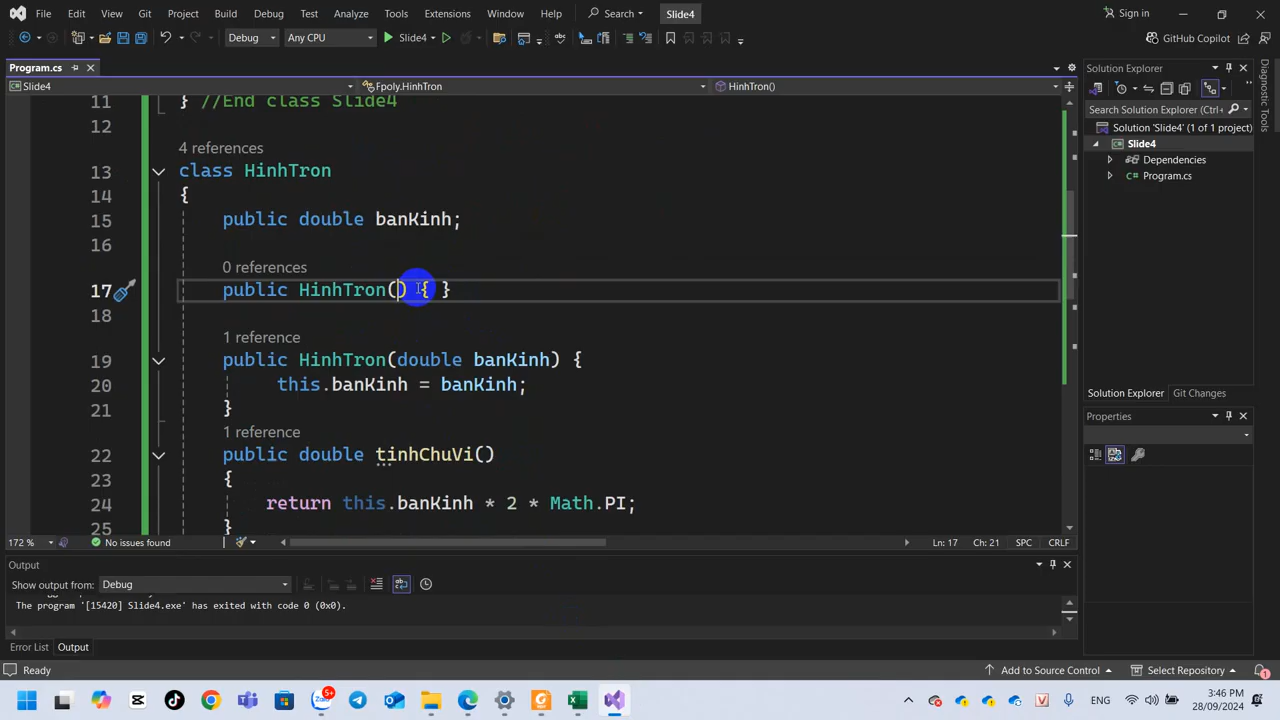 File Edit View Git Project Build Debug Test Analyze Tools Extensions Window Help Search Slide4 Sign in
Debug Any CPU Slide4 GitHub Copilot
Program.cs
Slide4 Fpoly.HinhTron HinhTron()
11 } //End class Slide4
12
4 references
13 class HinhTron
14 {
15 public double banKinh;
16
0 references
17 public HinhTron() { }
18
1 reference
19 public HinhTron(double banKinh) {
20 this.banKinh = banKinh;
21 }
1 reference
22 public double tinhChuVi()
23 {
24 return this.banKinh * 2 * Math.PI;
25 }
172 % No issues found Ln: 17 Ch: 21 SPC CRLF
Output
Show output from: Debug
The program '[15420] Slide4.exe' has exited with code 0 (0x0).
Error List Output
Solution Explorer
Search Solution Explorer (Ctrl+
Solution 'Slide4' (1 of 1 project)
Slide4
Dependencies
Program.cs
Solution Explorer Git Changes
Properties
Diagnostic Tools
Ready Add to Source Control Select Repository 1
5+
Zalo
ENG
3:46 PM
28/09/2024